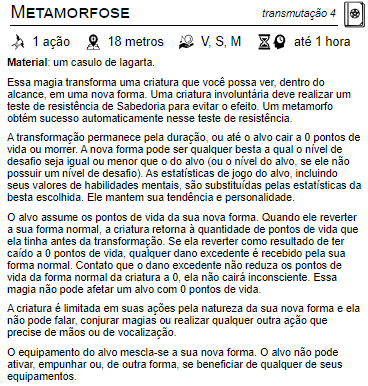 METAMORFOSE transmutação 4
1 ação 18 metros V, S, M até 1 hora
Material: um casulo de lagarta.
Essa magia transforma uma criatura que você possa ver, dentro do
alcance, em uma nova forma. Uma criatura involuntária deve realizar um
teste de resistência de Sabedoria para evitar o efeito. Um metamorfo
obtém sucesso automaticamente nesse teste de resistência.
A transformação permanece pela duração, ou até o alvo cair a 0 pontos de
vida ou morrer. A nova forma pode ser qualquer besta a qual o nível de
desafio seja igual ou menor que o do alvo (ou o nível do alvo, se ele não
possuir um nível de desafio). As estatísticas de jogo do alvo, incluindo
seus valores de habilidades mentais, são substituídas pelas estatísticas da
besta escolhida. Ele mantem sua tendência e personalidade.
O alvo assume os pontos de vida da sua nova forma. Quando ele reverter
a sua forma normal, a criatura retorna à quantidade de pontos de vida que
ela tinha antes da transformação. Se ela reverter como resultado de ter
caído a 0 pontos de vida, qualquer dano excedente é recebido pela sua
forma normal. Contato que o dano excedente não reduza os pontos de
vida da forma normal da criatura a 0, ela não cairá inconsciente. Essa
magia não pode afetar um alvo com 0 pontos de vida.
A criatura é limitada em suas ações pela natureza da sua nova forma e ela
não pode falar, conjurar magias ou realizar qualquer outra ação que
precise de mãos ou de vocalização.
O equipamento do alvo mescla-se a sua nova forma. O alvo não pode
ativar, empunhar ou, de outra forma, se beneficiar de qualquer de seus
equipamentos.